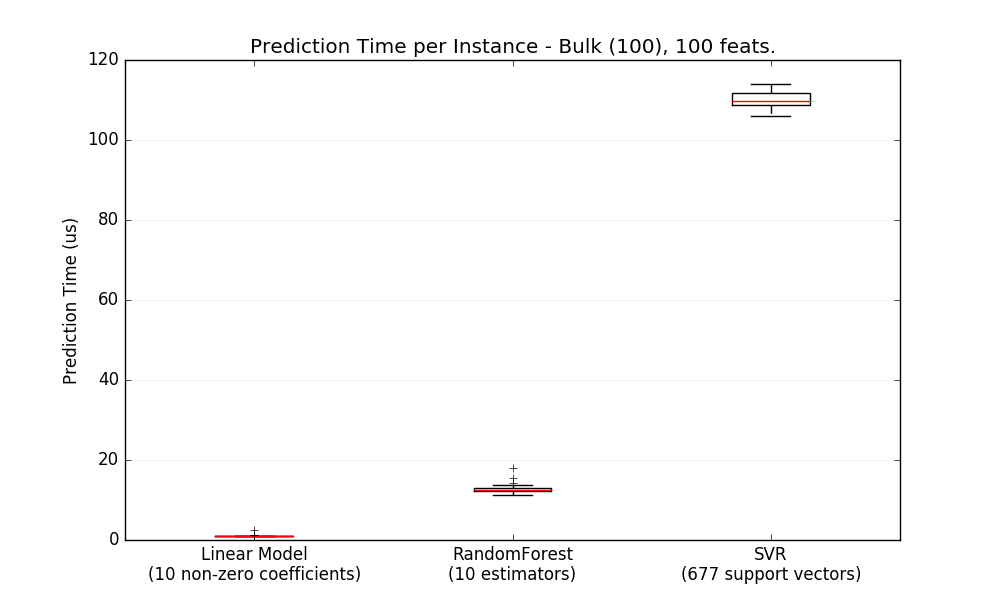 Prediction Time per Instance - Bulk (100), 100 feats.
120
100
80
60
40
20
0
Prediction Time (us)
Linear Model
(10 non-zero coefficients)
RandomForest
(10 estimators)
SVR
(677 support vectors)